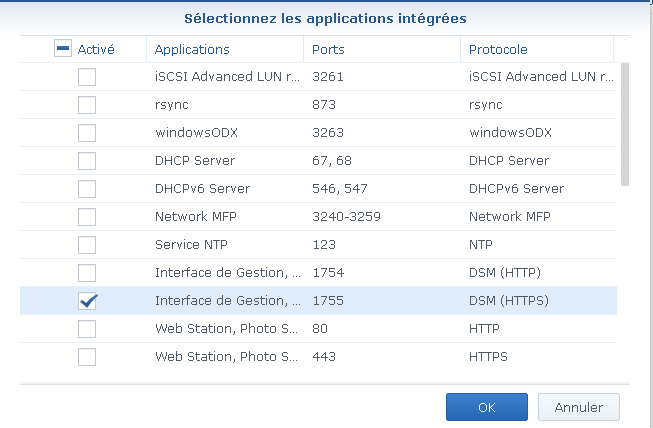 Sélectionnez les applications intégrées
Activé Applications Ports Protocole
iSCSI Advanced LUN r... 3261 iSCSI Advanced LUN r...
rsync 873 rsync
windowsODX 3263 windowsODX
DHCP Server 67, 68 DHCP Server
DHCPv6 Server 546, 547 DHCPv6 Server
Network MFP 3240-3259 Network MFP
Service NTP 123 NTP
Interface de Gestion, ... 1754 DSM (HTTP)
Interface de Gestion, ... 1755 DSM (HTTPS)
Web Station, Photo S... 80 HTTP
Web Station, Photo S... 443 HTTPS
OK Annuler